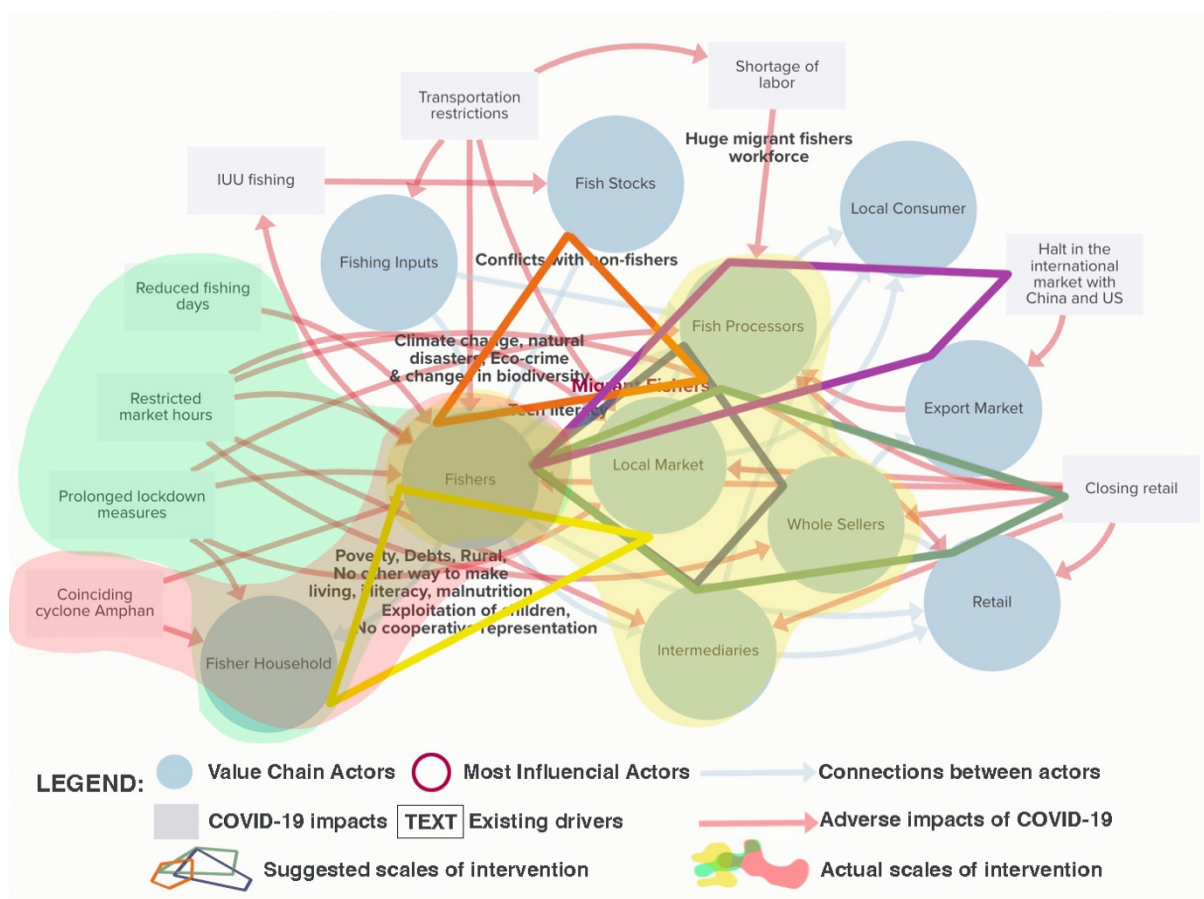 Shortage of
labor
Transportation
restrictions
Huge migrant fishers
workforce
IUU fishing
Fish Stocks
Local Consumer
Fishing Inputs
Conflicts with non-fishers
Halt in the
international
market with
China and US
Reduced fishing
days
Fish Processors
Climate change, natural
disasters, Eco-crime
& changes in biodiversity
Migrant Fishers
Restricted
market hours
Tech literacy
Export Market
Fishers
Local Market
Prolonged lockdown
measures
Closing retail
Whole Sellers
Poverty, Debts, Rural,
No other way to make
living, illiteracy, malnutrition
Exploitation of children,
No cooperative representation
Coinciding
cyclone Amphan
Retail
Fisher Household
Intermediaries
LEGEND:
Value Chain Actors
Most Influencial Actors
Connections between actors
COVID-19 impacts
TEXT Existing drivers
Adverse impacts of COVID-19
Suggested scales of intervention
Actual scales of intervention